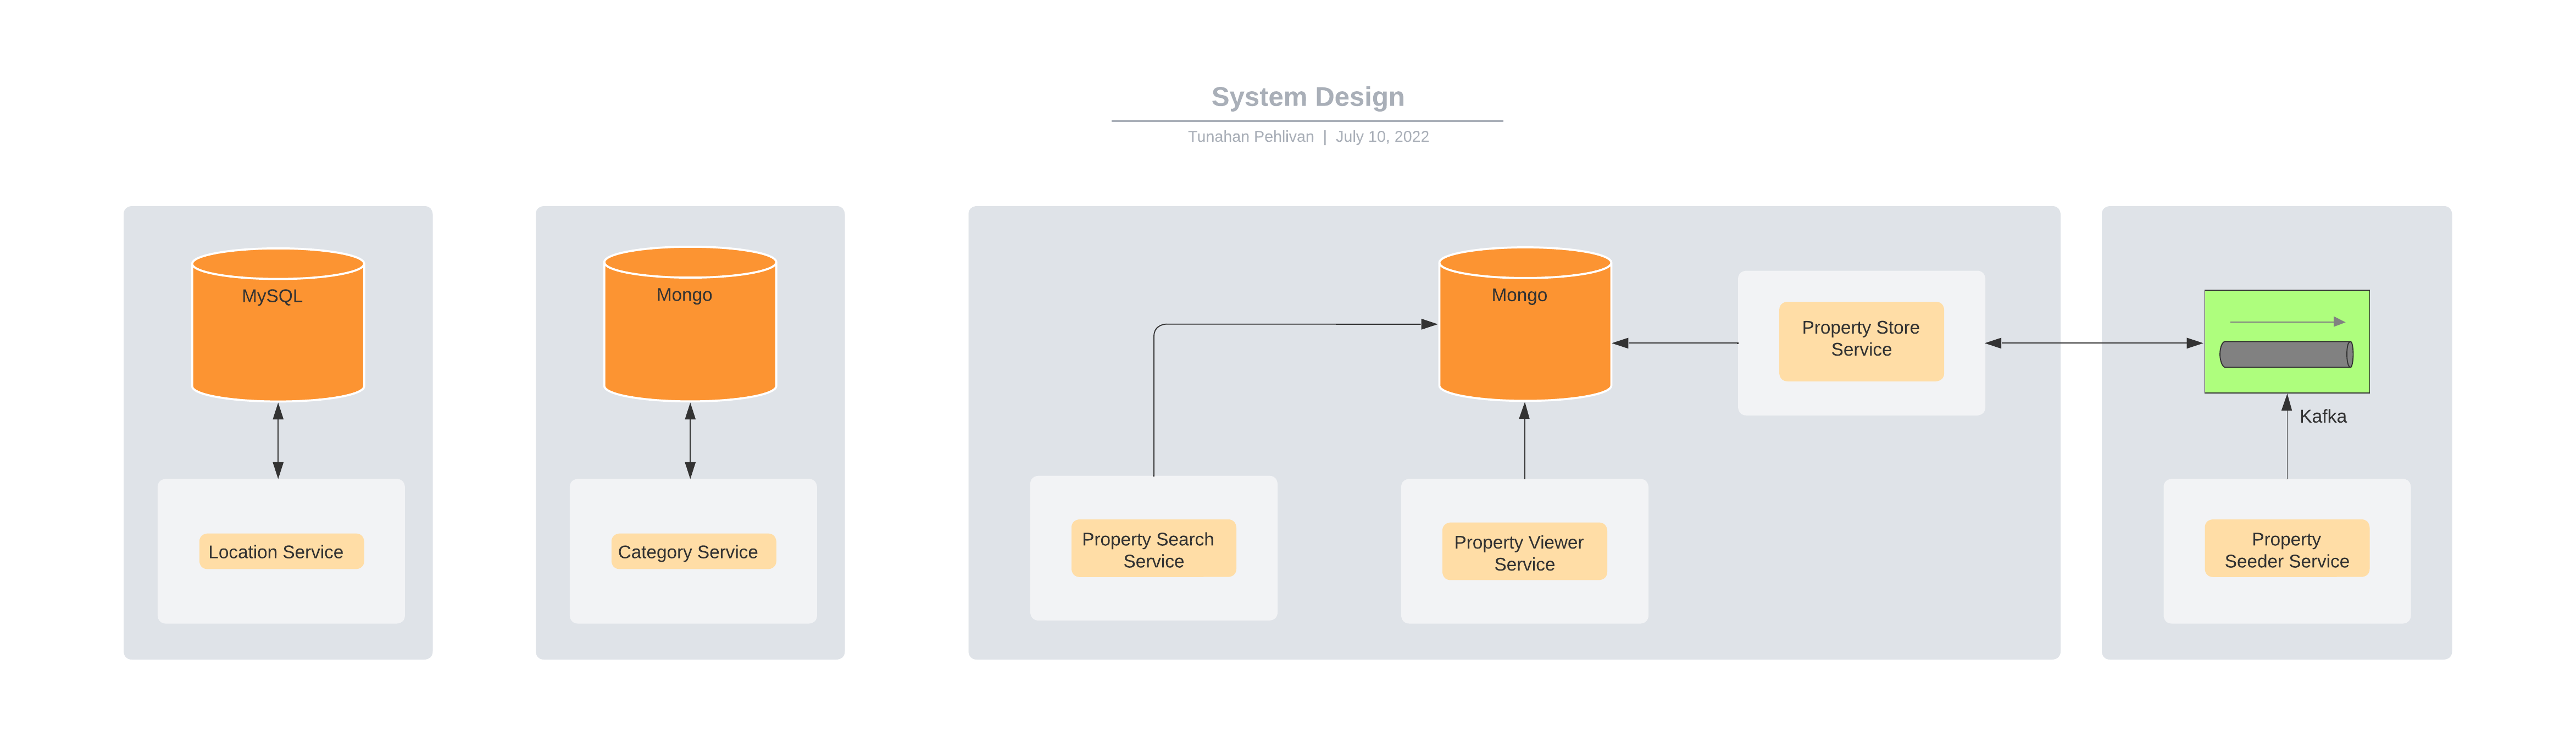 System Design
Tunahan Pehlivan | July 10, 2022
MySQL
Location Service
Mongo
Category Service
Mongo
Property Store
Service
Property Search
Service
Property Viewer
Service
Kafka
Property
Seeder Service